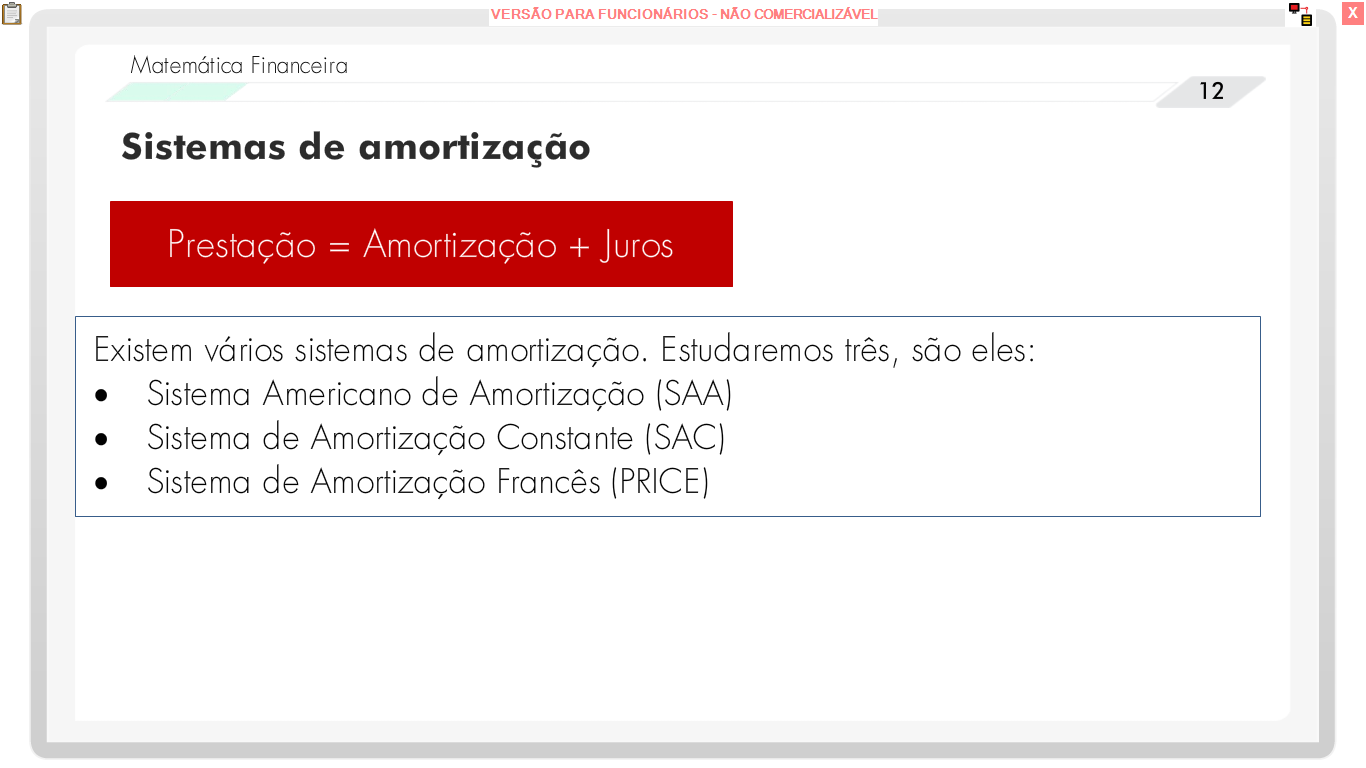 VERSÃO PARA FUNCIONÁRIOS - NÃO COMERCIALIZÁVEL
X
Matemática Financeira
12
Sistemas de amortização
Prestação = Amortização + Juros
Existem vários sistemas de amortização. Estudaremos três, são eles:
• Sistema Americano de Amortização (SAA)
• Sistema de Amortização Constante (SAC)
• Sistema de Amortização Francês (PRICE)